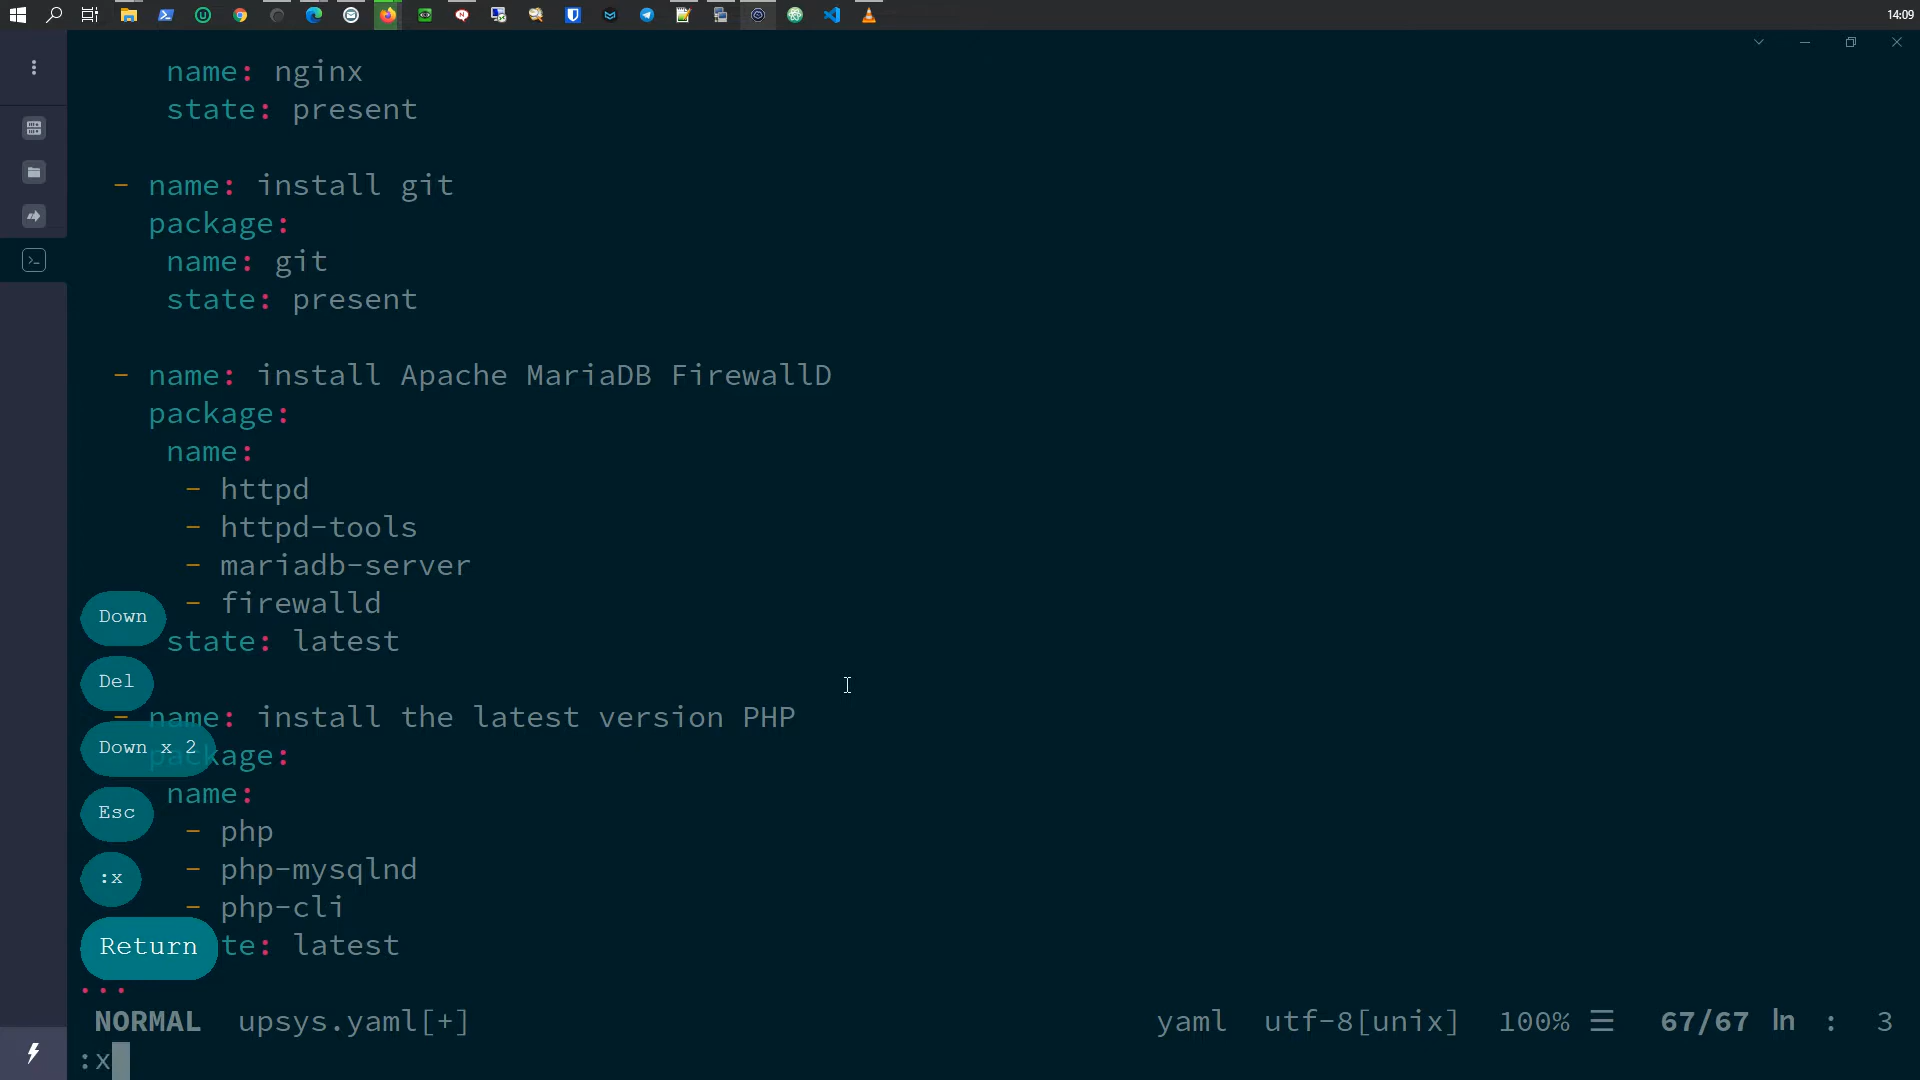 14:09
name: nginx
state: present
- name: install git
package:
name: git
state: present
- name: install Apache MariaDB FirewallD
package:
name:
- httpd
- httpd-tools
- mariadb-server
- firewalld
Down
state: latest
Del
- name: install the latest version PHP
Down x 2
package:
name:
Esc
- php
- php-mysqlnd
:x
- php-cli
Return
te: latest
...
NORMAL upsys.yaml[+] yaml utf-8[unix] 100% ☰ 67/67 ln : 3
:x